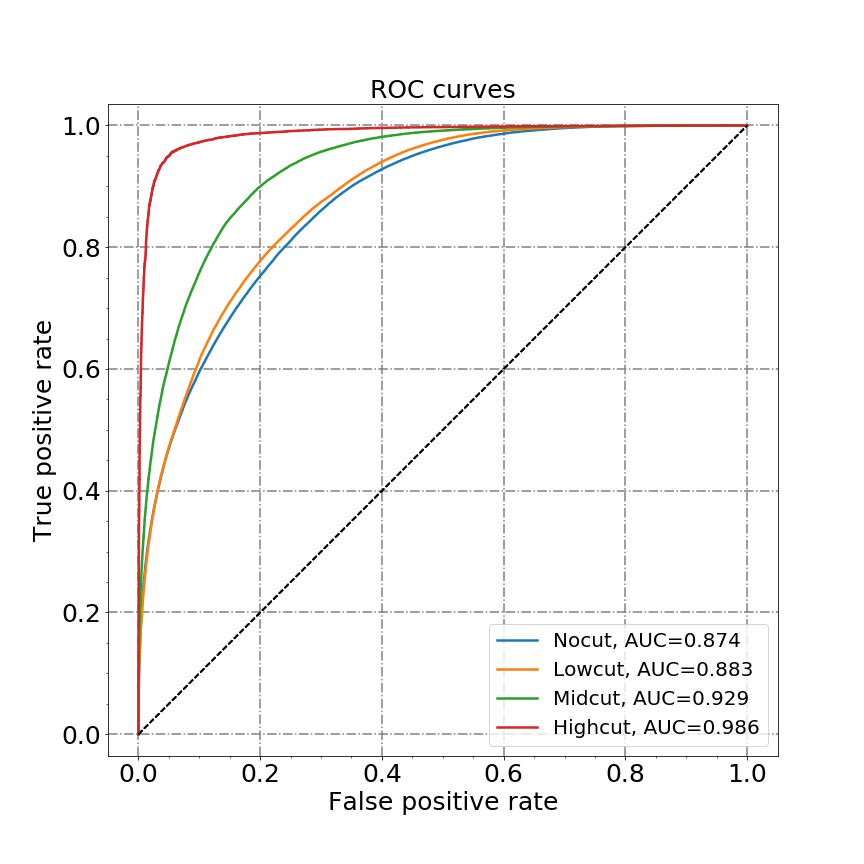 ROC curves
True positive rate
1.0
0.8
0.6
0.4
0.2
0.0
0.0 0.2 0.4 0.6 0.8 1.0
False positive rate
Nocut, AUC=0.874
Lowcut, AUC=0.883
Midcut, AUC=0.929
Highcut, AUC=0.986